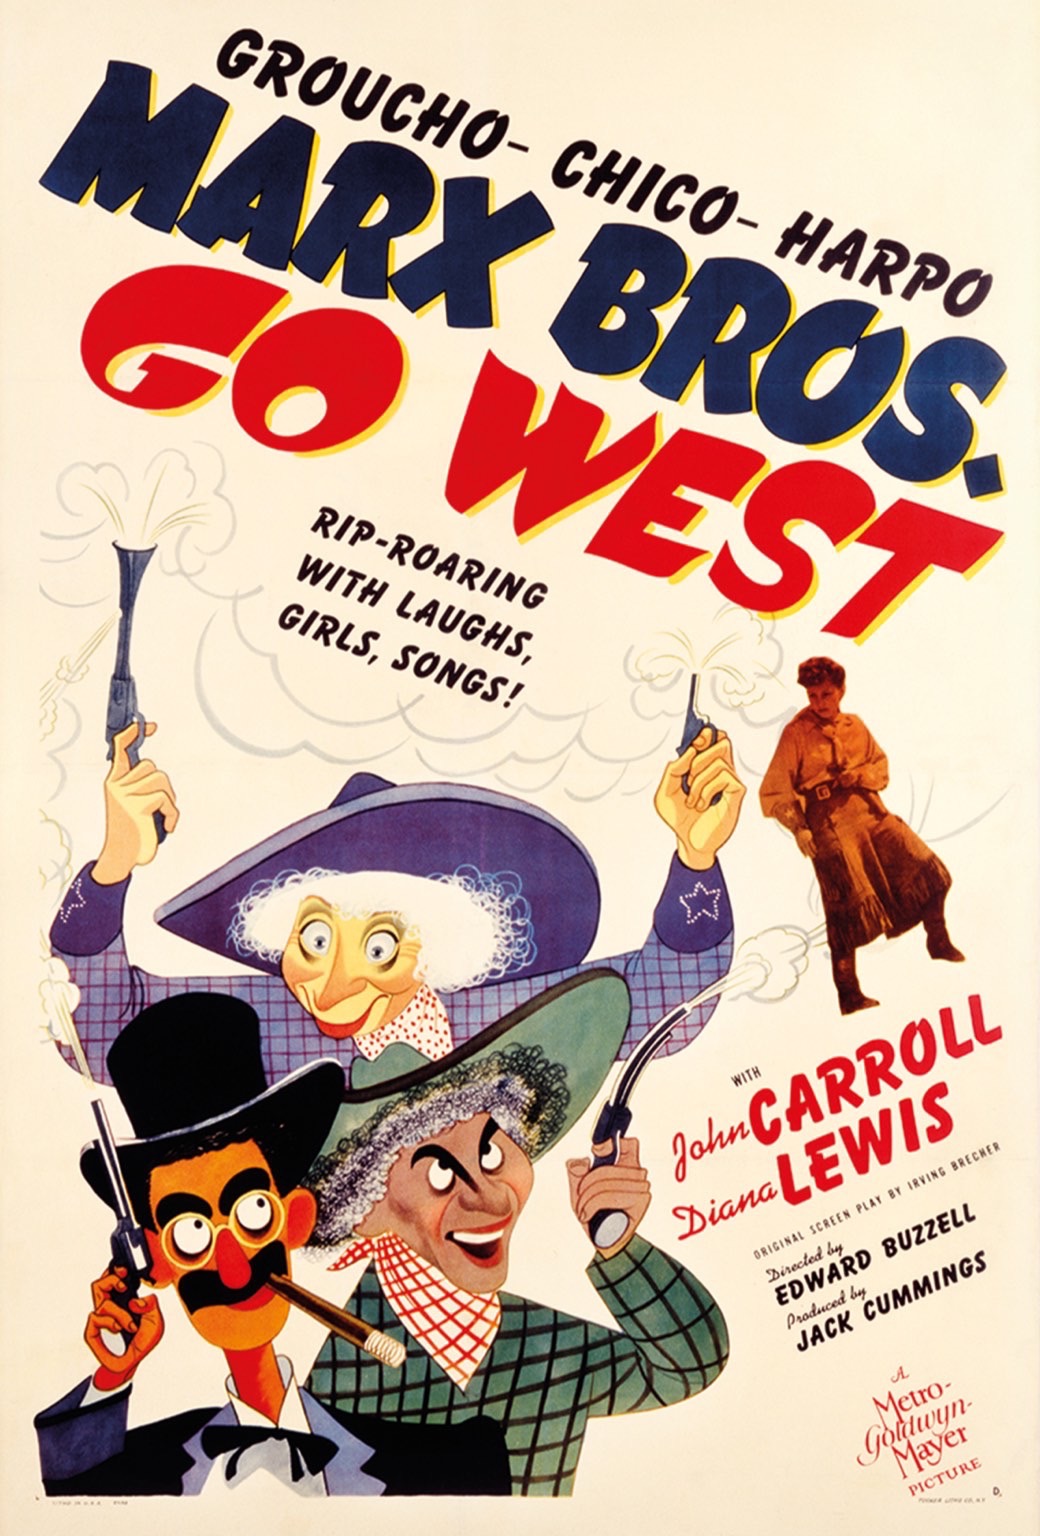 GROUCHO - CHICO - HARPO
MARX BROS.
GO WEST
RIP-ROARING
WITH LAUGHS,
GIRLS, SONGS!
WITH
John CARROLL
Diana LEWIS
ORIGINAL SCREEN PLAY BY IRVING BRECHER
Directed by
EDWARD BUZZELL
Produced by
JACK CUMMINGS
A
Metro-
Goldwyn-
Mayer
PICTURE